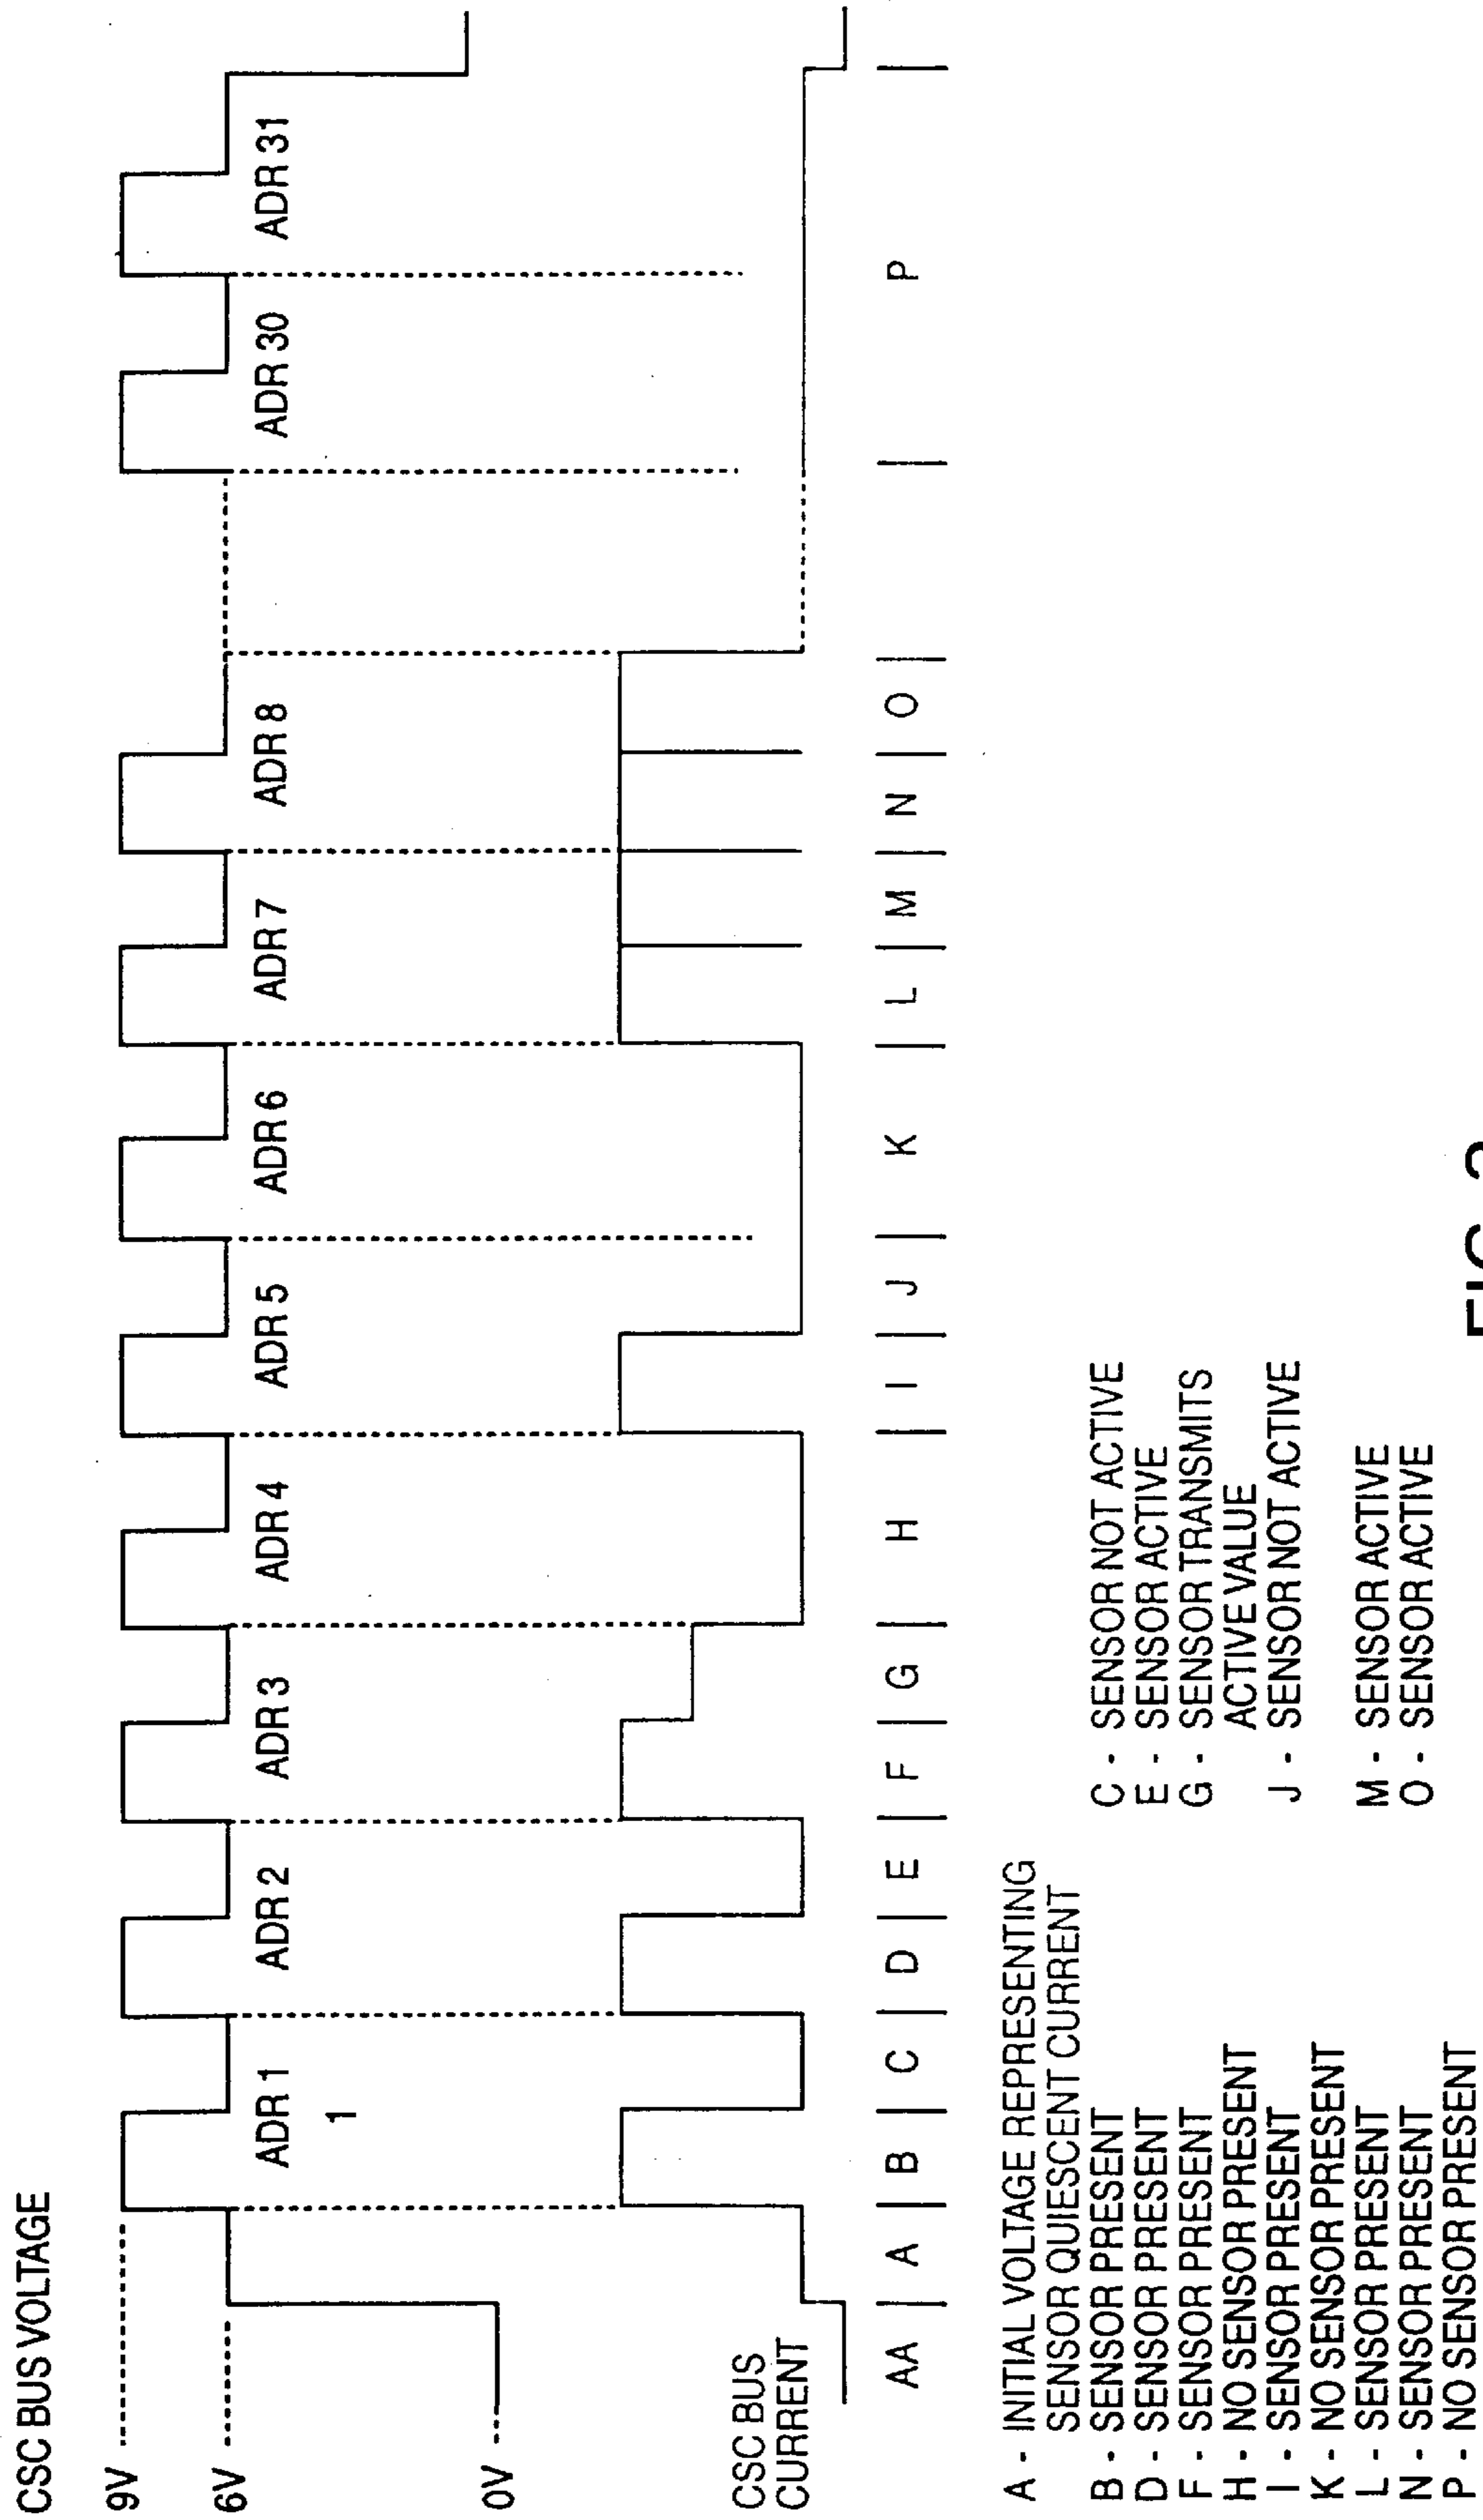 CSC BUS VOLTAGE
9V
6V
0V
ADR 1
ADR 2
ADR 3
ADR 4
ADR 5
ADR 6
ADR 7
ADR 8
ADR 30
ADR 31
1
CSC BUS
CURRENT
AA A B C D E F G H I J K L M N O P
A - INITIAL VOLTAGE REPRESENTING
SENSOR QUIESCENT CURRENT
B - SENSOR PRESENT
D - SENSOR PRESENT
F - SENSOR PRESENT
H - NO SENSOR PRESENT
I - SENSOR PRESENT
K - NO SENSOR PRESENT
L - SENSOR PRESENT
N - SENSOR PRESENT
P - NO SENSOR PRESENT
C - SENSOR NOT ACTIVE
E - SENSOR ACTIVE
G - SENSOR TRANSMITS
ACTIVE VALUE
J - SENSOR NOT ACTIVE
M - SENSOR ACTIVE
O - SENSOR ACTIVE